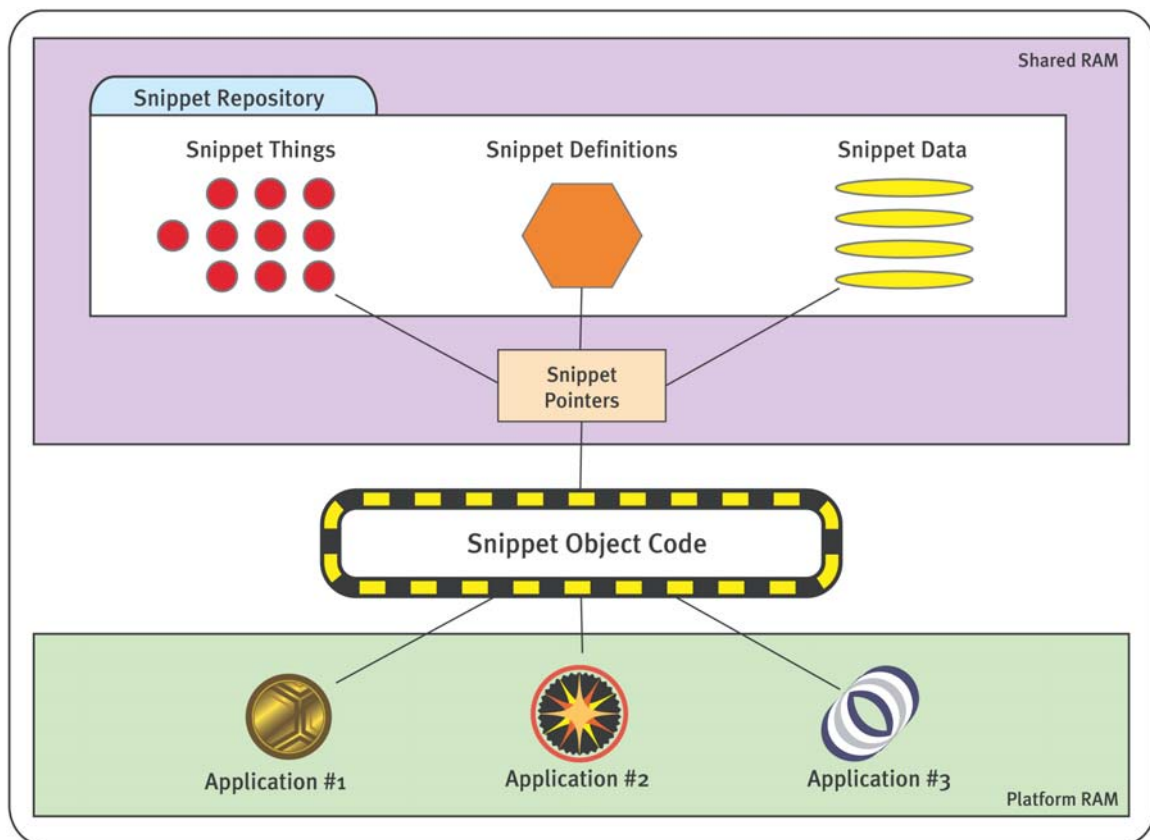 Shared RAM
Snippet Repository
Snippet Things
Snippet Definitions
Snippet Data
Snippet
Pointers
Snippet Object Code
Application #1
Application #2
Application #3
Platform RAM